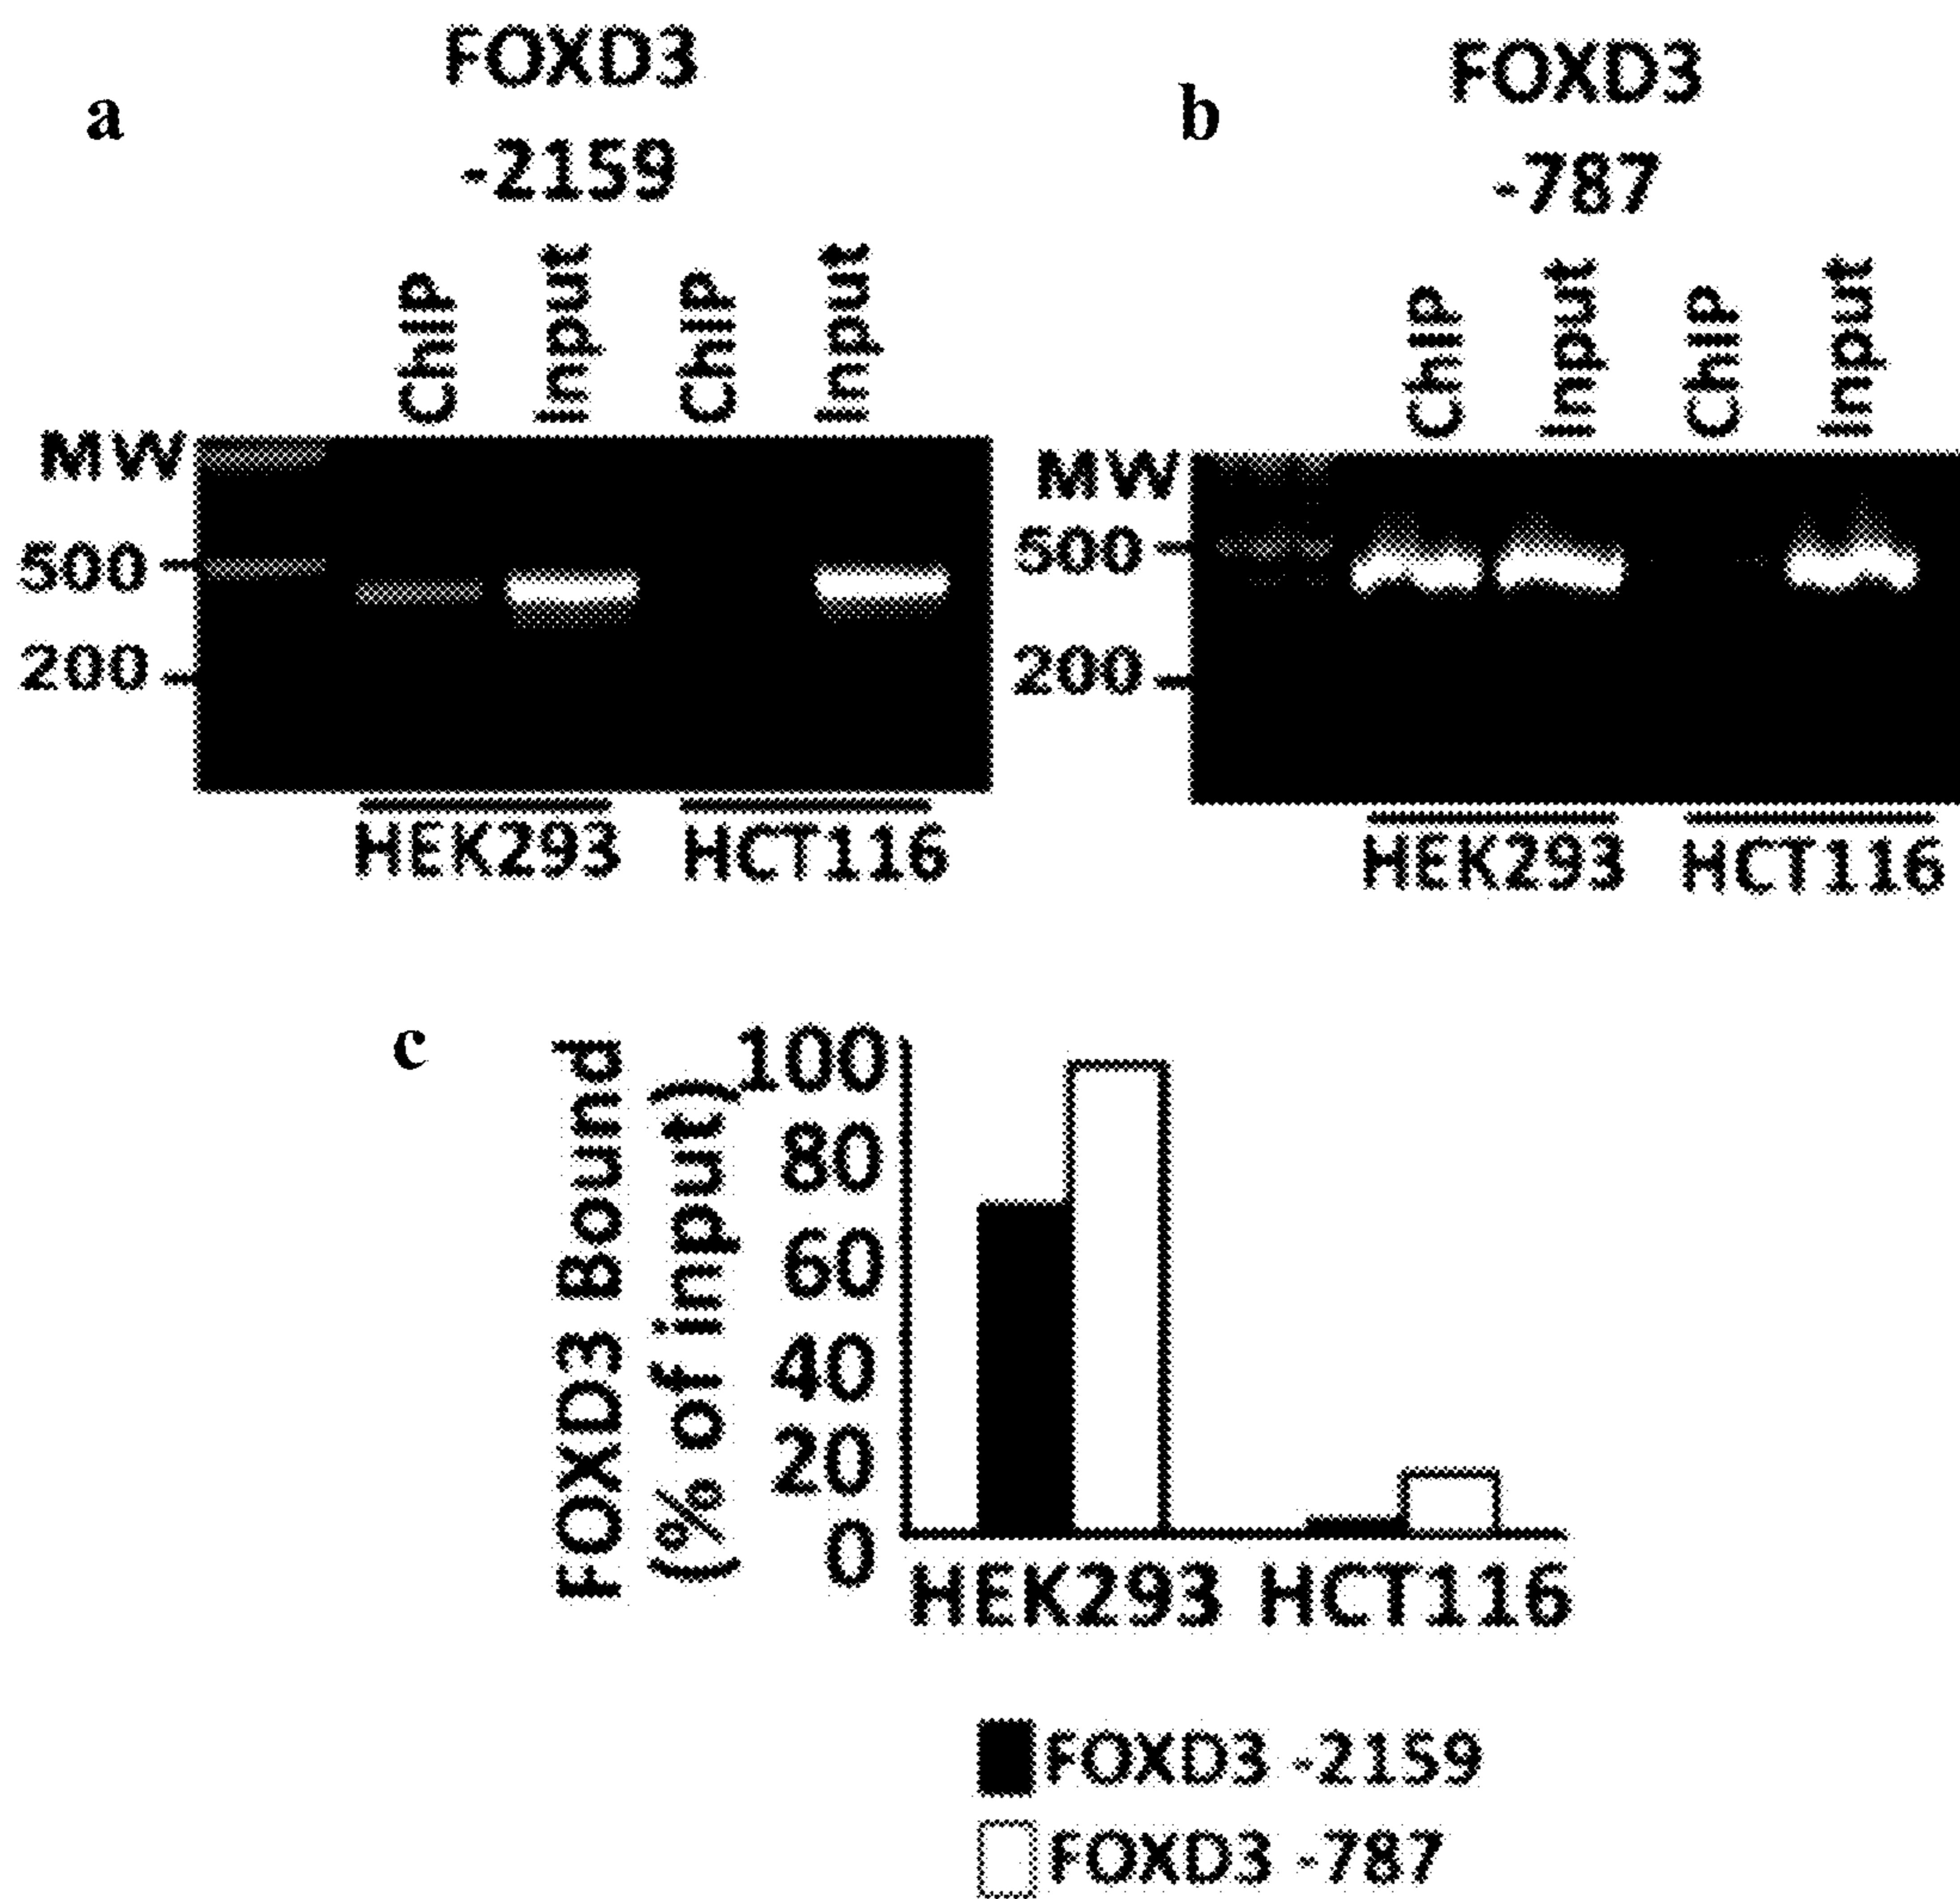 a
FOXD3
-2159
ChIP
Input
ChIP
Input
MW
500
200
HEK293
HCT116
b
FOXD3
-787
ChIP
Input
ChIP
Input
MW
500
200
HEK293
HCT116
c
FOXD3 Bound
(% of input)
100
80
60
40
20
0
HEK293
HCT116
FOXD3 -2159
FOXD3 -787